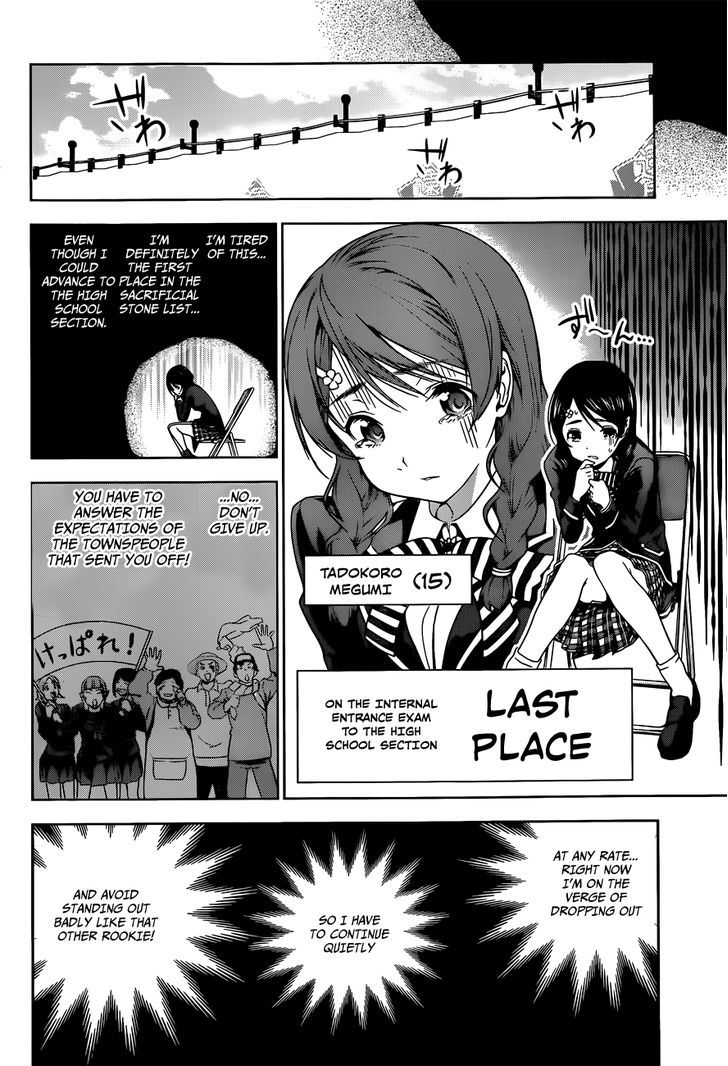 ざわ
ざわ
ざわ
ず〜ん…
TADOKORO
MEGUMI
(15)
ON THE INTERNAL
ENTRANCE EXAM
TO THE HIGH
SCHOOL SECTION
LAST
PLACE
I'M TIRED
OF THIS...
I'M
DEFINITELY
THE FIRST
PLACE IN THE
SACRIFICIAL
STONE LIST...
EVEN
THOUGH I
COULD
ADVANCE TO
THE HIGH
SCHOOL
SECTION.
...NO...
DON'T
GIVE UP.
YOU HAVE TO
ANSWER THE
EXPECTATIONS OF
THE TOWNSPEOPLE
THAT SENT YOU OFF!
けっぱれ!
AT ANY RATE...
RIGHT NOW
I'M ON THE
VERGE OF
DROPPING OUT
SO I HAVE
TO CONTINUE
QUIETLY
AND AVOID
STANDING OUT
BADLY LIKE THAT
OTHER ROOKIE!